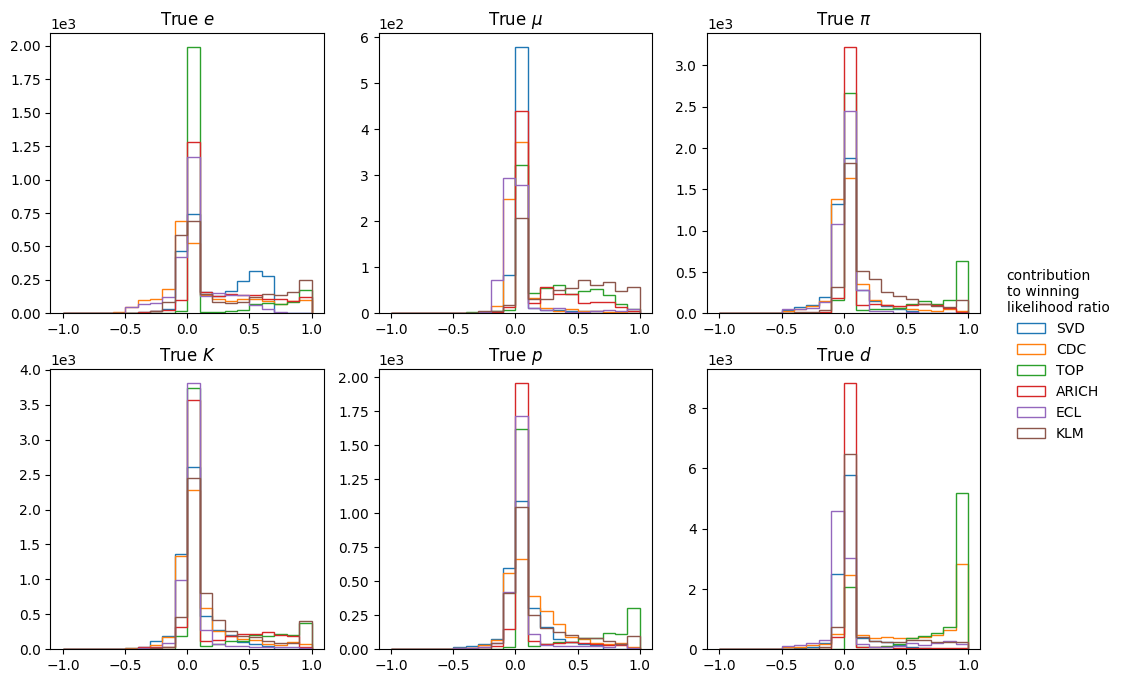 True e
1e3
2.00
1.75
1.50
1.25
1.00
0.75
0.50
0.25
0.00
−1.0 −0.5 0.0 0.5 1.0
True μ
1e2
6
5
4
3
2
1
0
−1.0 −0.5 0.0 0.5 1.0
True π
1e3
3.0
2.5
2.0
1.5
1.0
0.5
0.0
−1.0 −0.5 0.0 0.5 1.0
True K
1e3
4.0
3.5
3.0
2.5
2.0
1.5
1.0
0.5
0.0
−1.0 −0.5 0.0 0.5 1.0
True p
1e3
2.00
1.75
1.50
1.25
1.00
0.75
0.50
0.25
0.00
−1.0 −0.5 0.0 0.5 1.0
True d
1e3
8
6
4
2
0
−1.0 −0.5 0.0 0.5 1.0
contribution
to winning
likelihood ratio
SVD
CDC
TOP
ARICH
ECL
KLM